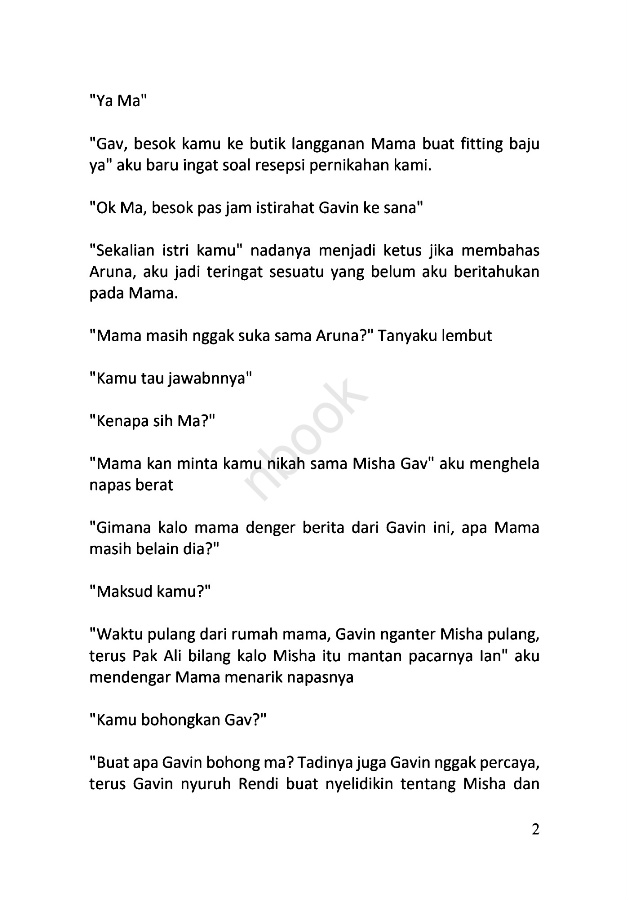 "Ya Ma"
"Gav, besok kamu ke butik langganan Mama buat fitting baju
ya" aku baru ingat soal resepsi pernikahan kami.
"Ok Ma, besok pas jam istirahat Gavin ke sana"
"Sekalian istri kamu" nadanya menjadi ketus jika membahas
Aruna, aku jadi teringat sesuatu yang belum aku beritahukan
pada Mama.
"Mama masih nggak suka sama Aruna?" Tanyaku lembut
"Kamu tau jawabnnya"
"Kenapa sih Ma?"
"Mama kan minta kamu nikah sama Misha Gav" aku menghela
napas berat
"Gimana kalo mama denger berita dari Gavin ini, apa Mama
masih belain dia?"
"Maksud kamu?"
"Waktu pulang dari rumah mama, Gavin nganter Misha pulang,
terus Pak Ali bilang kalo Misha itu mantan pacarnya Ian" aku
mendengar Mama menarik napasnya
"Kamu bohongkan Gav?"
"Buat apa Gavin bohong ma? Tadinya juga Gavin nggak percaya,
terus Gavin nyuruh Rendi buat nyelidikin tentang Misha dan
2
nbook